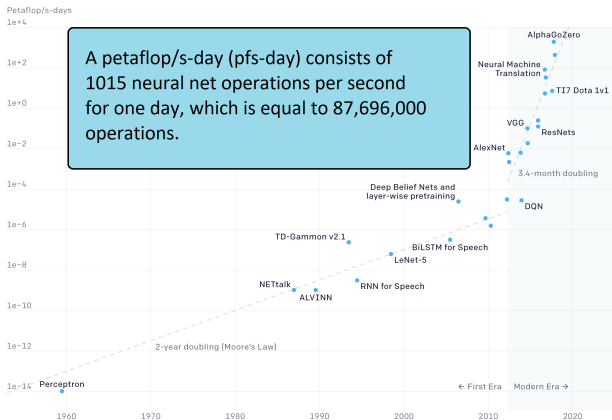 Petaflop/s-days
1e+4
1e+2
1e+0
1e-2
1e-4
1e-6
1e-8
1e-10
1e-12
1e-14
A petaflop/s-day (pfs-day) consists of
1015 neural net operations per second
for one day, which is equal to 87,696,000
operations.
AlphaGoZero
Neural Machine
Translation
TI7 Dota 1v1
VGG
ResNets
AlexNet
3.4-month doubling
Deep Belief Nets and
layer-wise pretraining
DQN
TD-Gammon v2.1
BiLSTM for Speech
LeNet-5
NETtalk
RNN for Speech
ALVINN
2-year doubling (Moore's Law)
Perceptron
← First Era
Modern Era →
1960
1970
1980
1990
2000
2010
2020